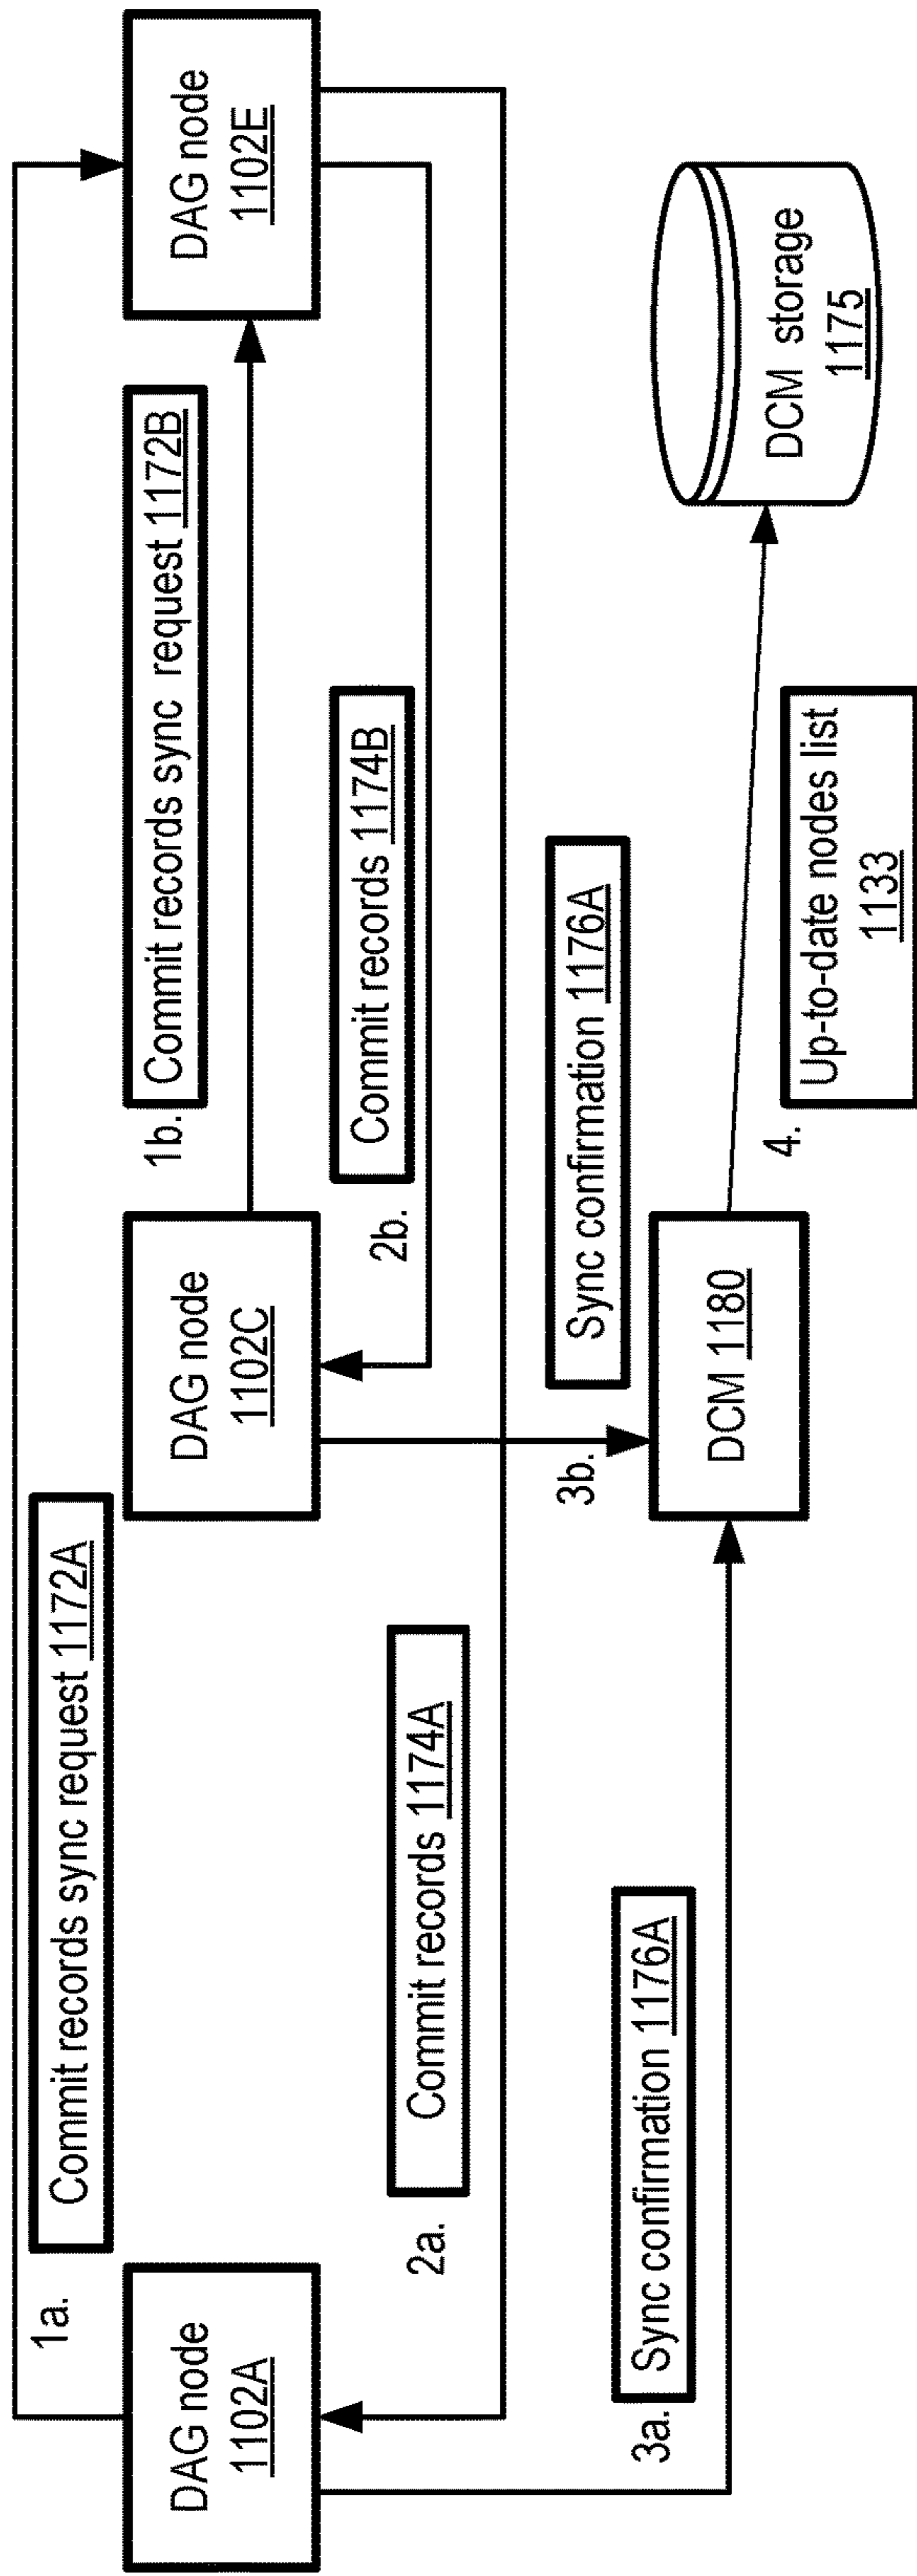 1a.
Commit records sync request 1172A
DAG node
1102A
DAG node
1102C
1b.
Commit records sync request 1172B
DAG node
1102E
2a.
Commit records 1174A
2b.
Commit records 1174B
3a.
Sync confirmation 1176A
3b.
Sync confirmation 1176A
DCM 1180
4.
Up-to-date nodes list
1133
DCM storage
1175